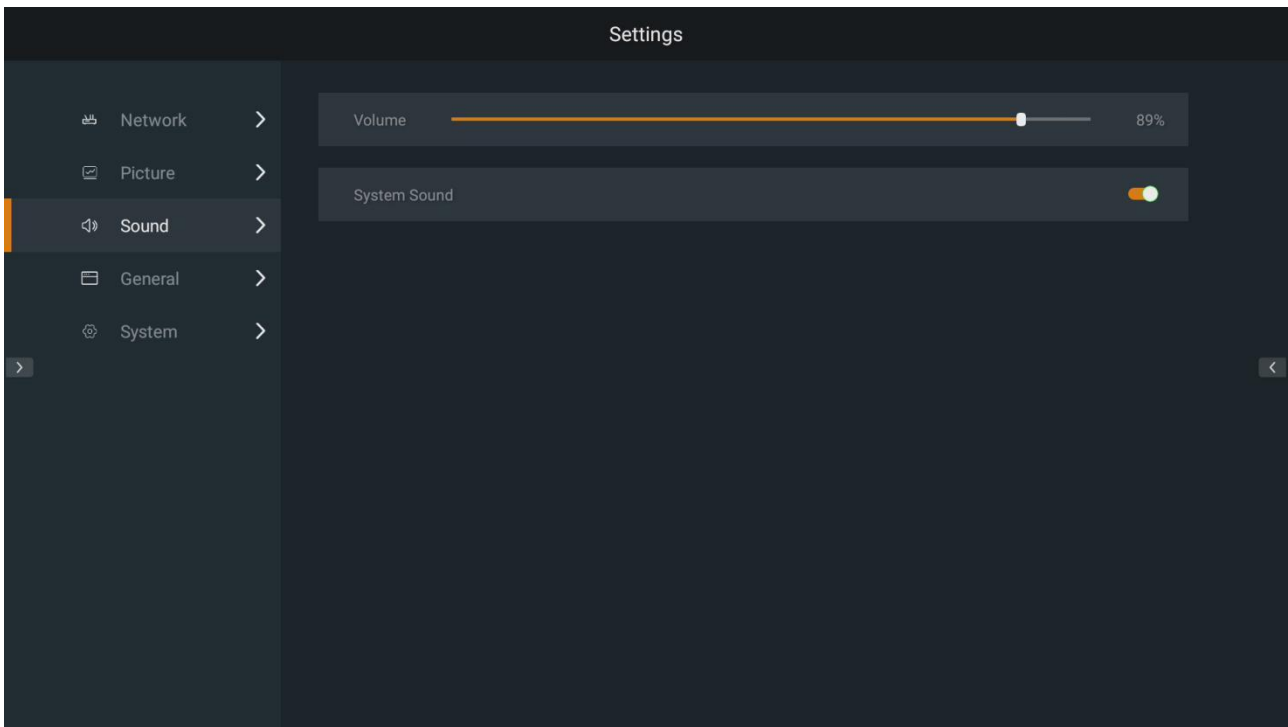 Settings
Network
Picture
Sound
General
System
Volume 89%
System Sound